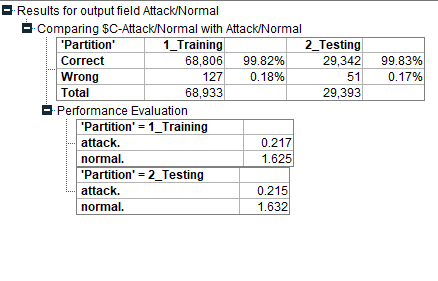 Results for output field Attack/Normal
Comparing $C-Attack/Normal with Attack/Normal
'Partition' 1_Training 2_Testing
Correct 68,806 99.82% 29,342 99.83%
Wrong 127 0.18% 51 0.17%
Total 68,933 29,393
Performance Evaluation
'Partition' = 1_Training
attack. 0.217
normal. 1.625
'Partition' = 2_Testing
attack. 0.215
normal. 1.632